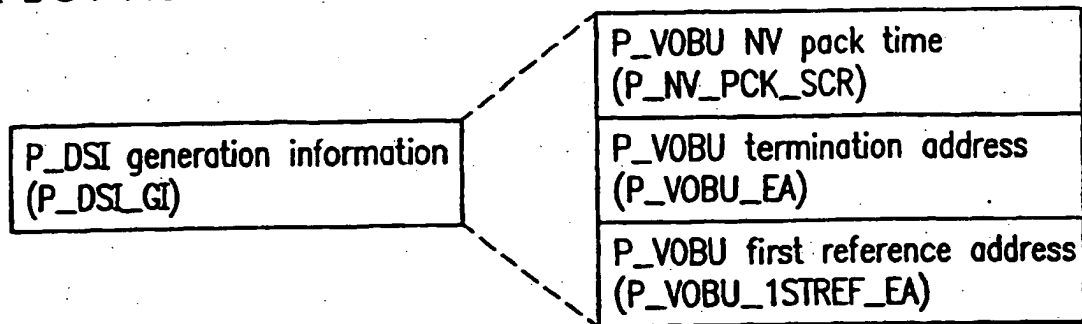 P_DSI generation information
(P_DSI_GI)
P_VOBU NV pack time
(P_NV_PCK_SCR)
P_VOBU termination address
(P_VOBU_EA)
P_VOBU first reference address
(P_VOBU_1STREF_EA)